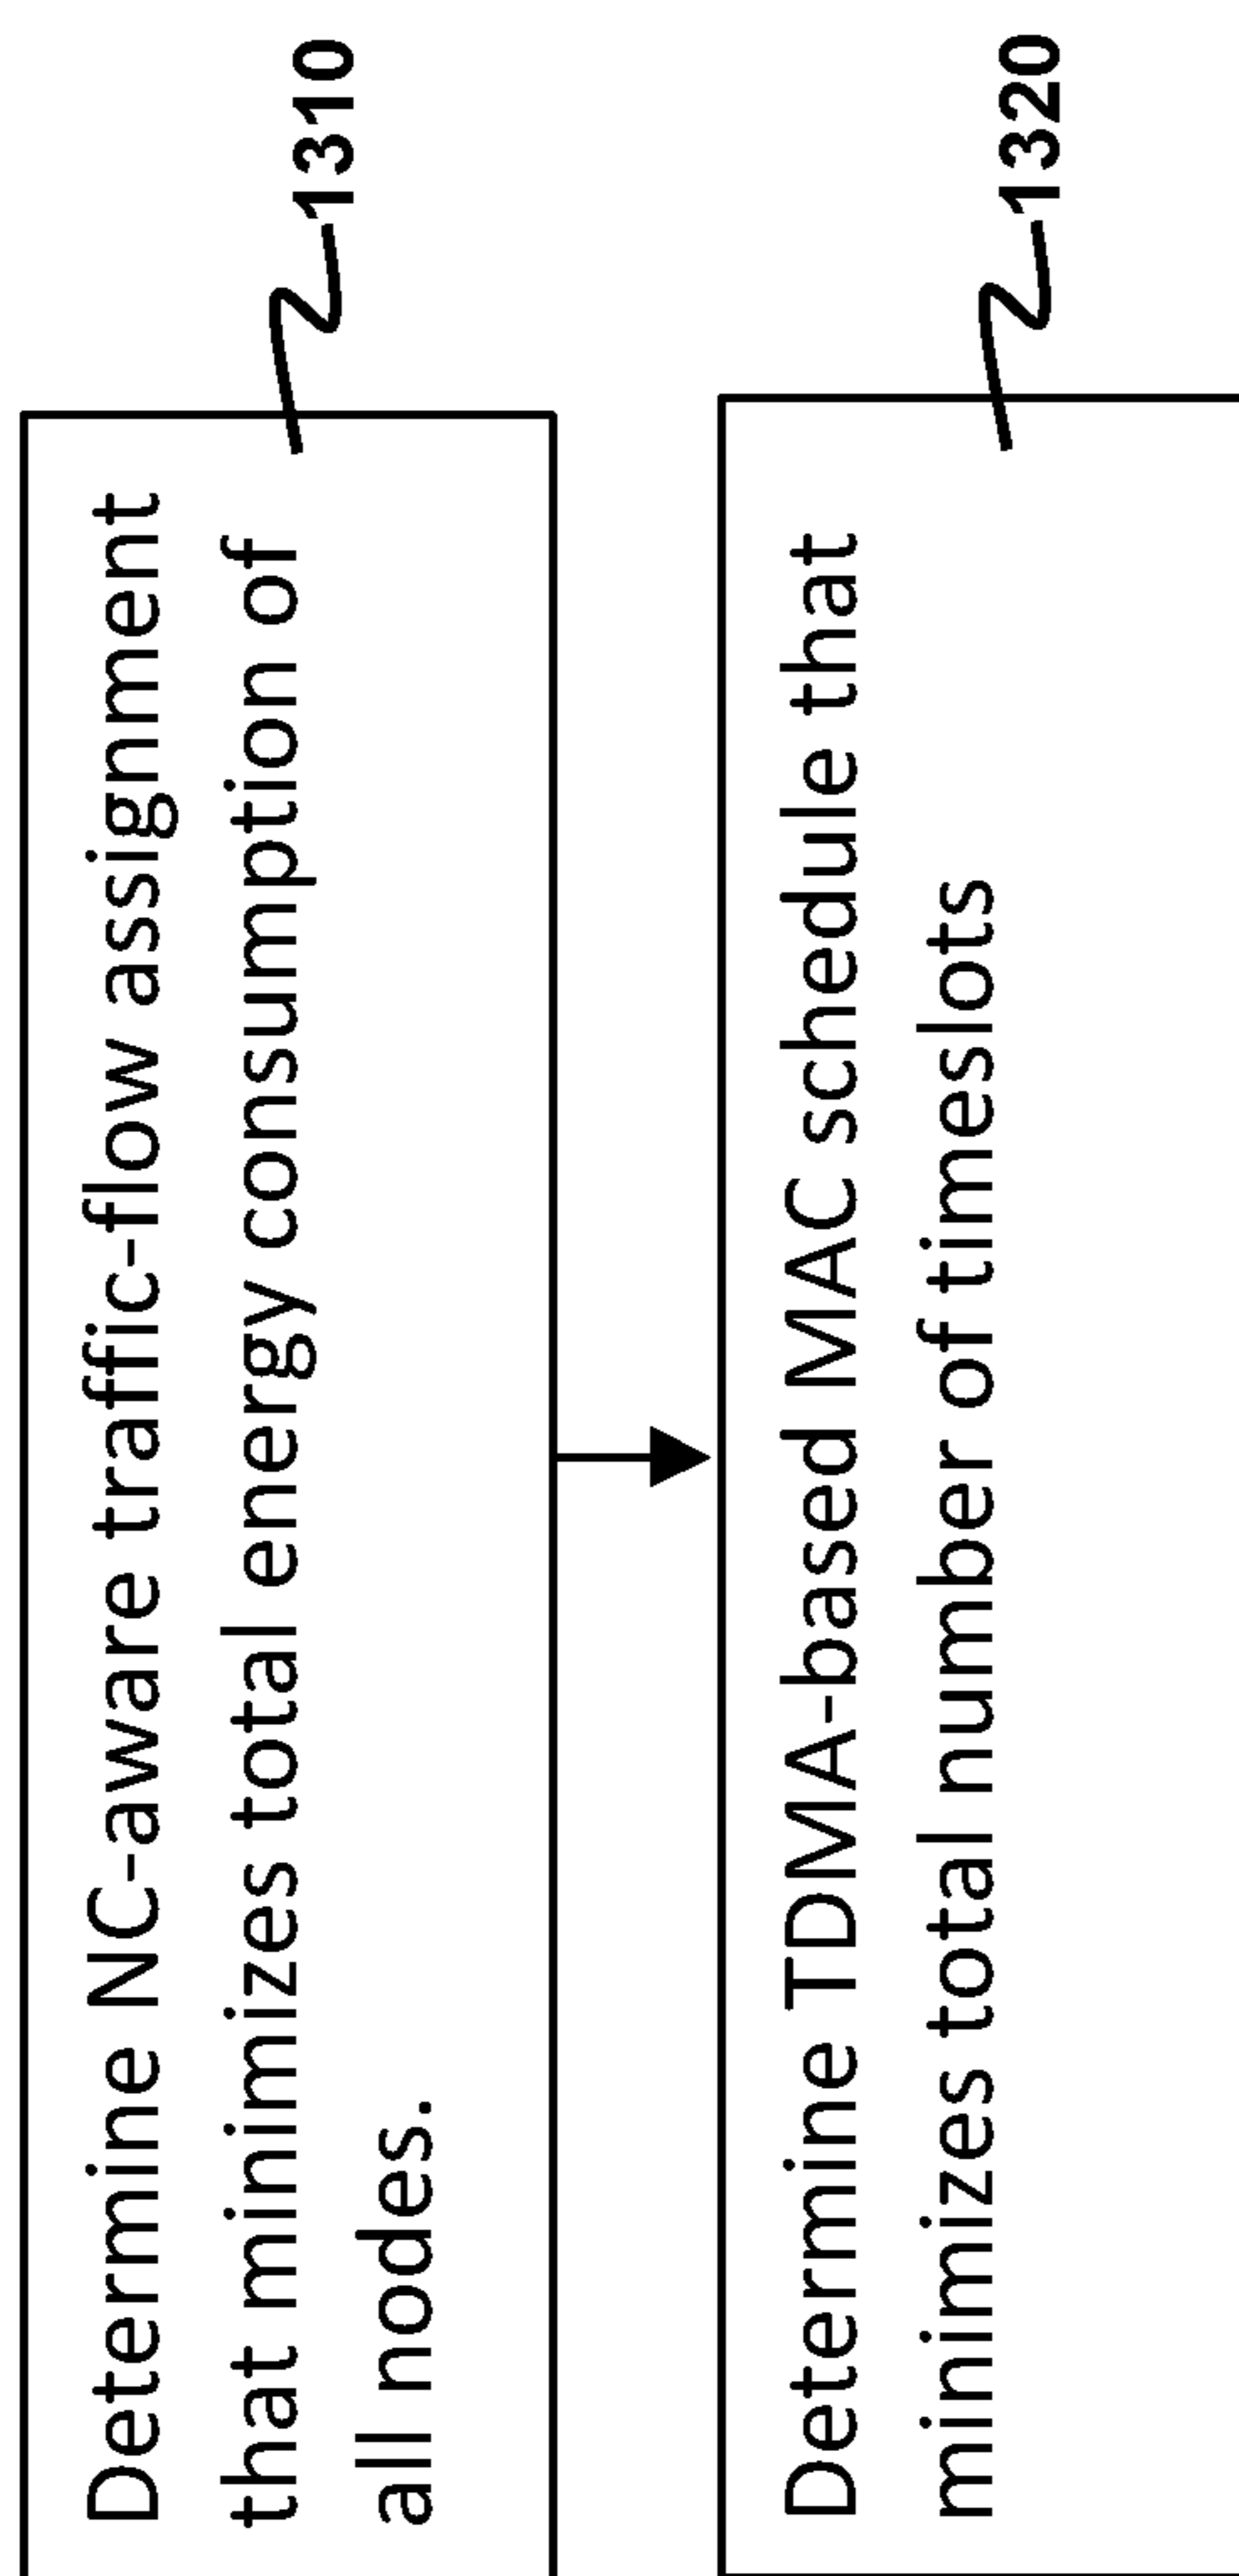 Determine NC-aware traffic-flow assignment
that minimizes total energy consumption of
all nodes.
1310
Determine TDMA-based MAC schedule that
minimizes total number of timeslots
1320